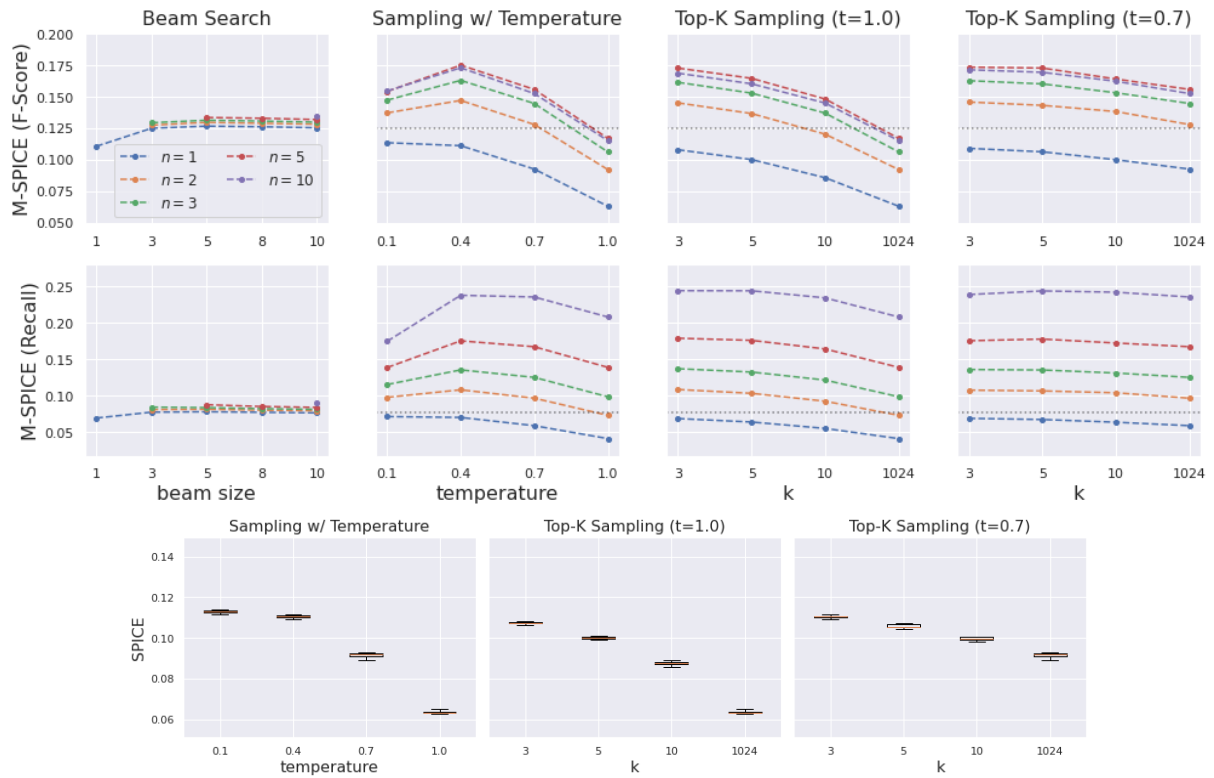 Beam Search
Sampling w/ Temperature
Top-K Sampling (t=1.0)
Top-K Sampling (t=0.7)
M-SPICE (F-Score)
0.200
0.175
0.150
0.125
0.100
0.075
0.050
n = 1
n = 2
n = 3
n = 5
n = 10
1 3 5 8 10
0.1 0.4 0.7 1.0
3 5 10 1024
3 5 10 1024
M-SPICE (Recall)
0.25
0.20
0.15
0.10
0.05
1 3 5 8 10
0.1 0.4 0.7 1.0
3 5 10 1024
3 5 10 1024
beam size
temperature
k
k
Sampling w/ Temperature
Top-K Sampling (t=1.0)
Top-K Sampling (t=0.7)
SPICE
0.14
0.12
0.10
0.08
0.06
0.1 0.4 0.7 1.0
3 5 10 1024
3 5 10 1024
temperature
k
k